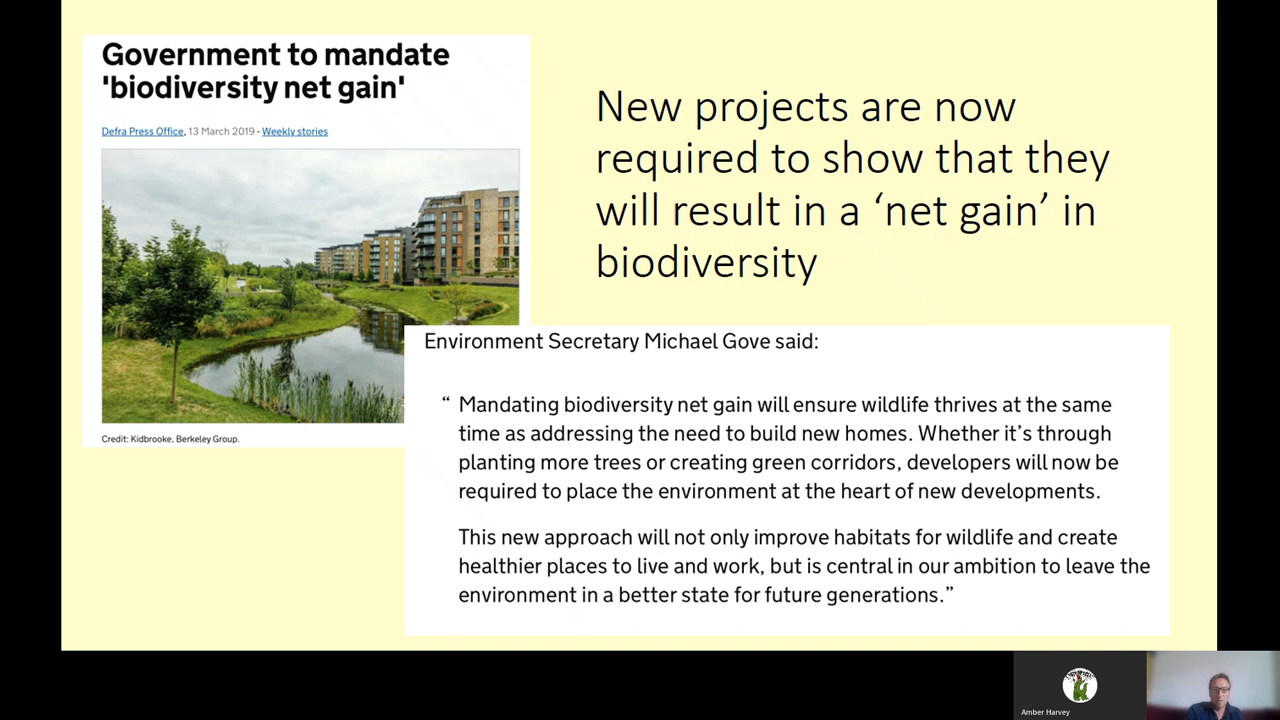 Government to mandate
'biodiversity net gain'
Defra Press Office, 13 March 2019 - Weekly stories
Credit: Kidbrooke, Berkeley Group.
New projects are now
required to show that they
will result in a ‘net gain’ in
biodiversity
Environment Secretary Michael Gove said:
“ Mandating biodiversity net gain will ensure wildlife thrives at the same
time as addressing the need to build new homes. Whether it’s through
planting more trees or creating green corridors, developers will now be
required to place the environment at the heart of new developments.
This new approach will not only improve habitats for wildlife and create
healthier places to live and work, but is central in our ambition to leave the
environment in a better state for future generations.”
Amber Harvey